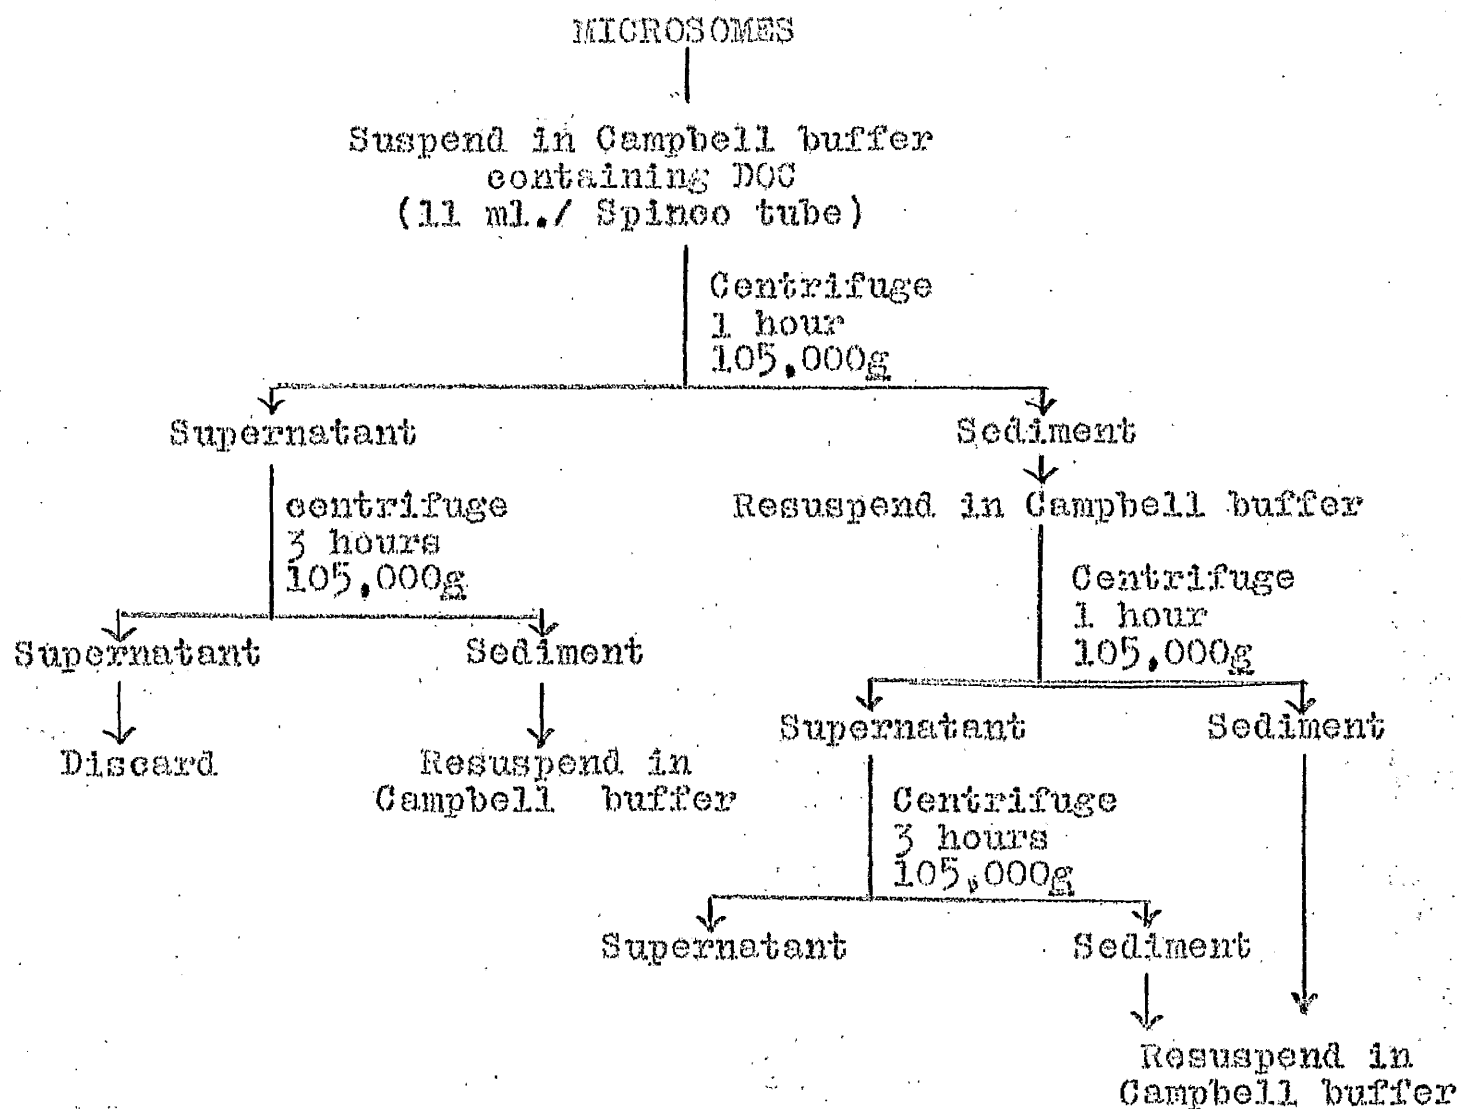 MICROSOMES
Suspend in Campbell buffer
containing DOC
(11 ml./ Spinco tube)
Centrifuge
1 hour
105,000g
Supernatant
Sediment
centrifuge
3 hours
105,000g
Resuspend in Campbell buffer
Centrifuge
1 hour
105,000g
Supernatant
Sediment
Discard
Resuspend in
Campbell buffer
Supernatant
Sediment
Centrifuge
3 hours
105,000g
Supernatant
Sediment
Resuspend in
Campbell buffer